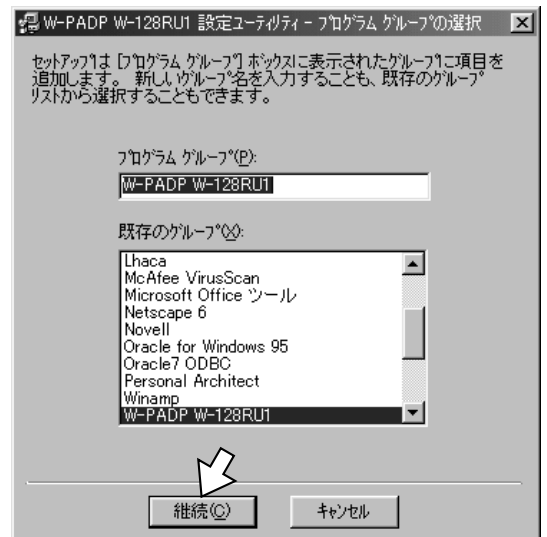 W-PADP W-128RU1 設定ユーティリティ - プログラム グループの選択
セットアップは [プログラム グループ] ボックスに表示されたグループに項目を
追加します。 新しいグループ名を入力することも、既存のグループ
リストから選択することもできます。
プログラム グループ(P):
W-PADP W-128RU1
既存のグループ(X):
Lhaca
McAfee VirusScan
Microsoft Office ツール
Netscape 6
Novell
Oracle for Windows 95
Oracle7 ODBC
Personal Architect
Winamp
W-PADP W-128RU1
継続(C)
キャンセル